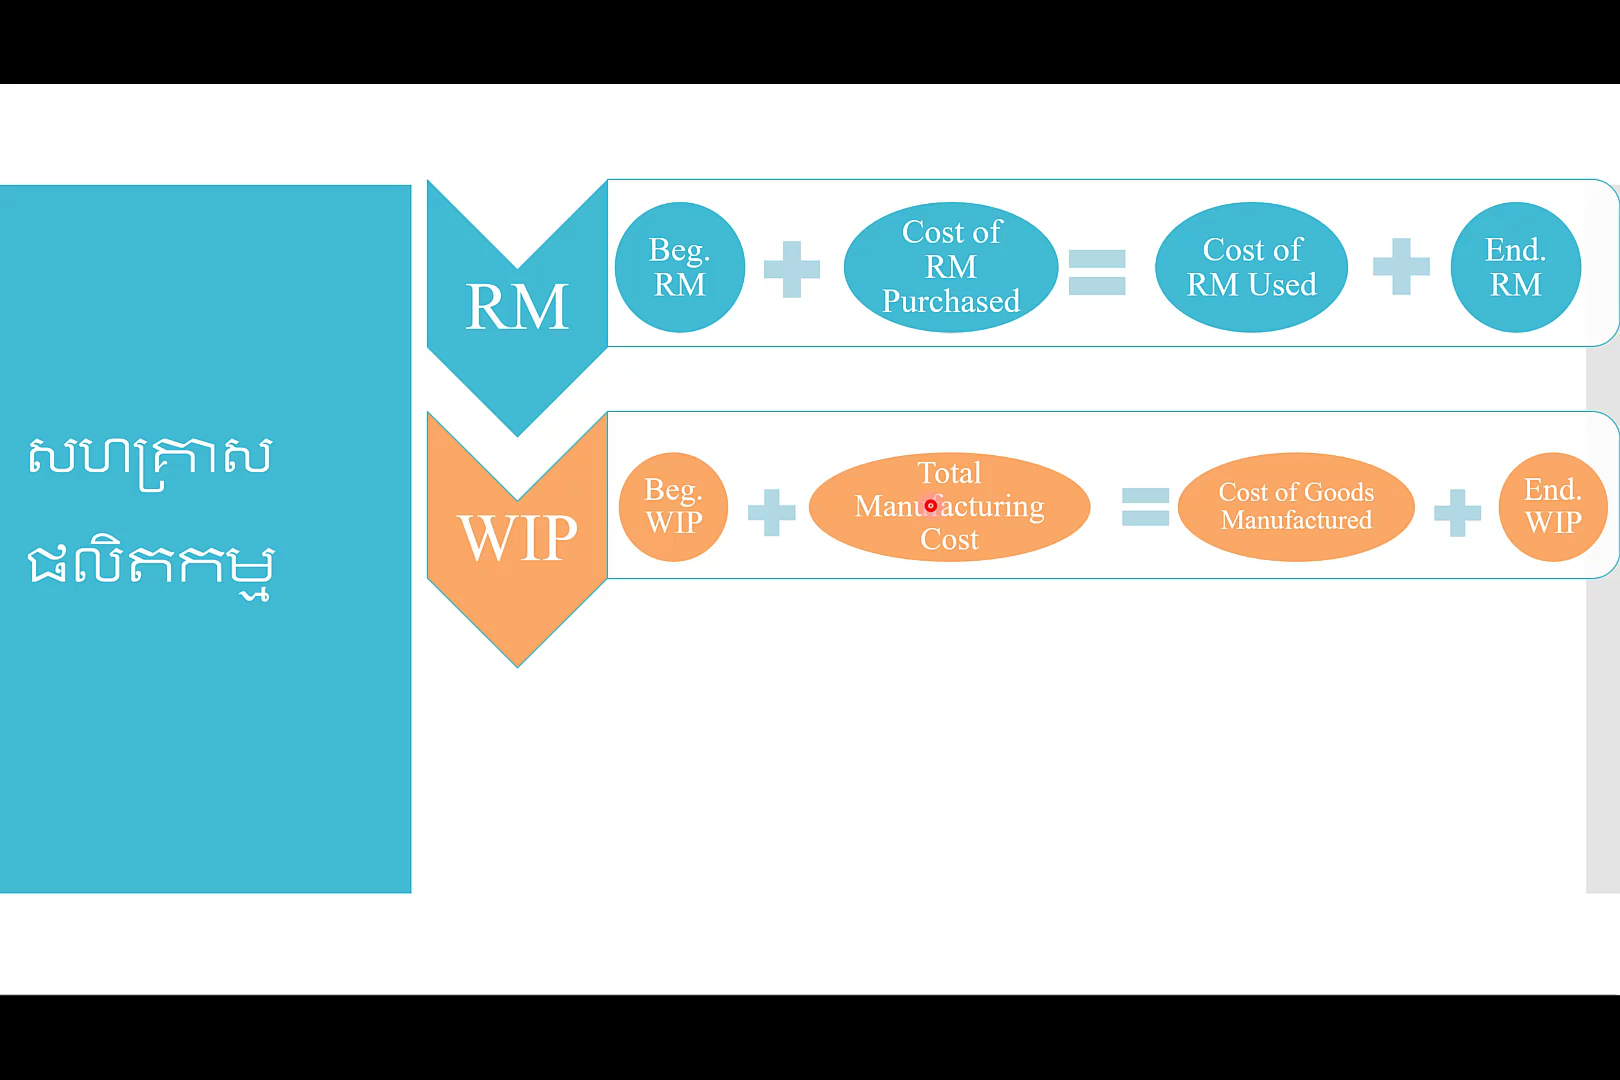 សហគ្រាស
ផលិតកម្ម
RM
Beg.
RM
Cost of
RM
Purchased
Cost of
RM Used
End.
RM
WIP
Beg.
WIP
Total
Manufacturing
Cost
Cost of Goods
Manufactured
End.
WIP